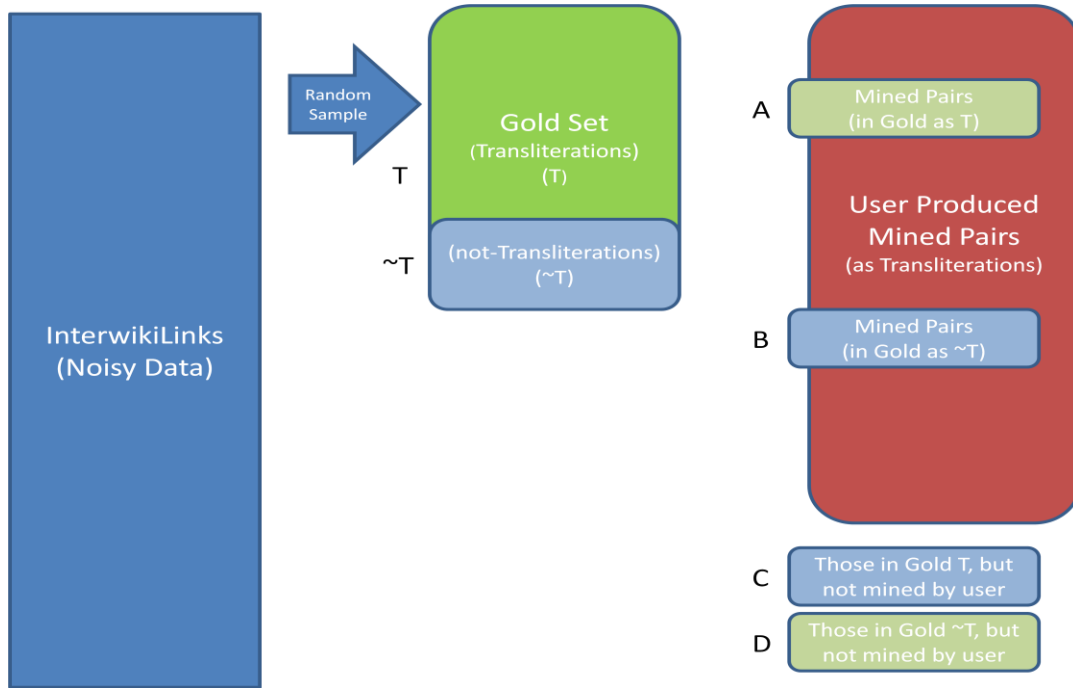 InterwikiLinks
(Noisy Data)
Random
Sample
T
~T
Gold Set
(Transliterations)
(T)
(not-Transliterations)
(~T)
A
Mined Pairs
(in Gold as T)
User Produced
Mined Pairs
(as Transliterations)
B
Mined Pairs
(in Gold as ~T)
C
Those in Gold T, but
not mined by user
D
Those in Gold ~T, but
not mined by user